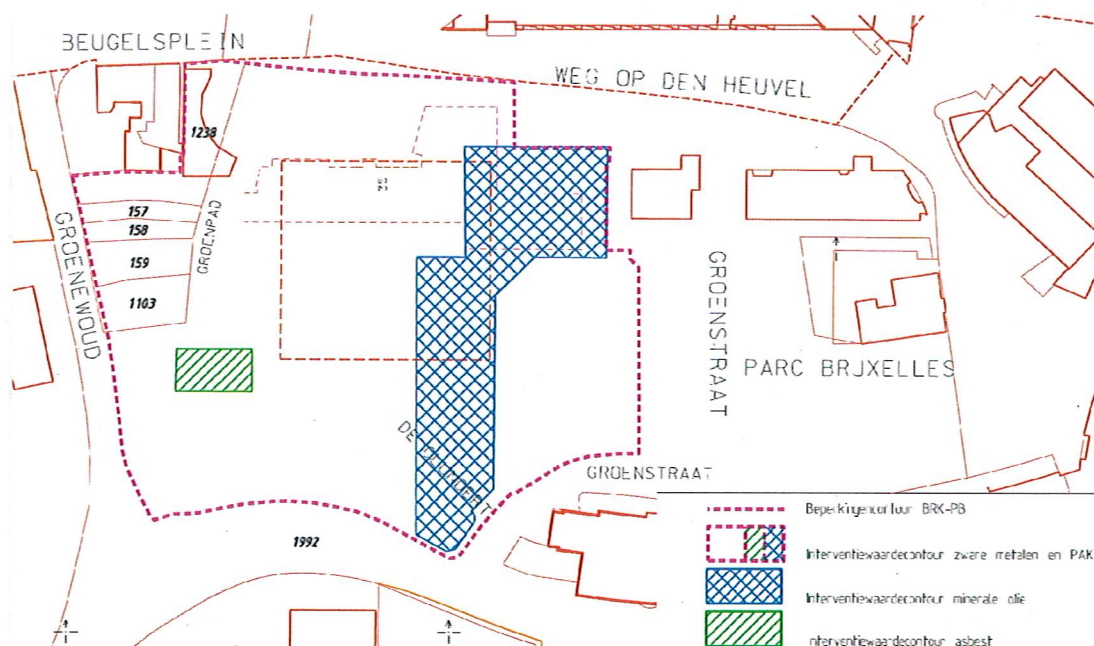 BEUGELSPLEIN
WEG OP DEN HEUVEL
1238
157
158
159
1103
GROENPAD
GROENEWOUD
GROENSTRAAT
PARC BRUXELLES
DE
GROENSTRAAT
1992
Beperkingencontour BRK-PB
Interventiewaardecontour zware metalen en PAK
Interventiewaardecontour minerale olie
Interventiewaardecontour asbest